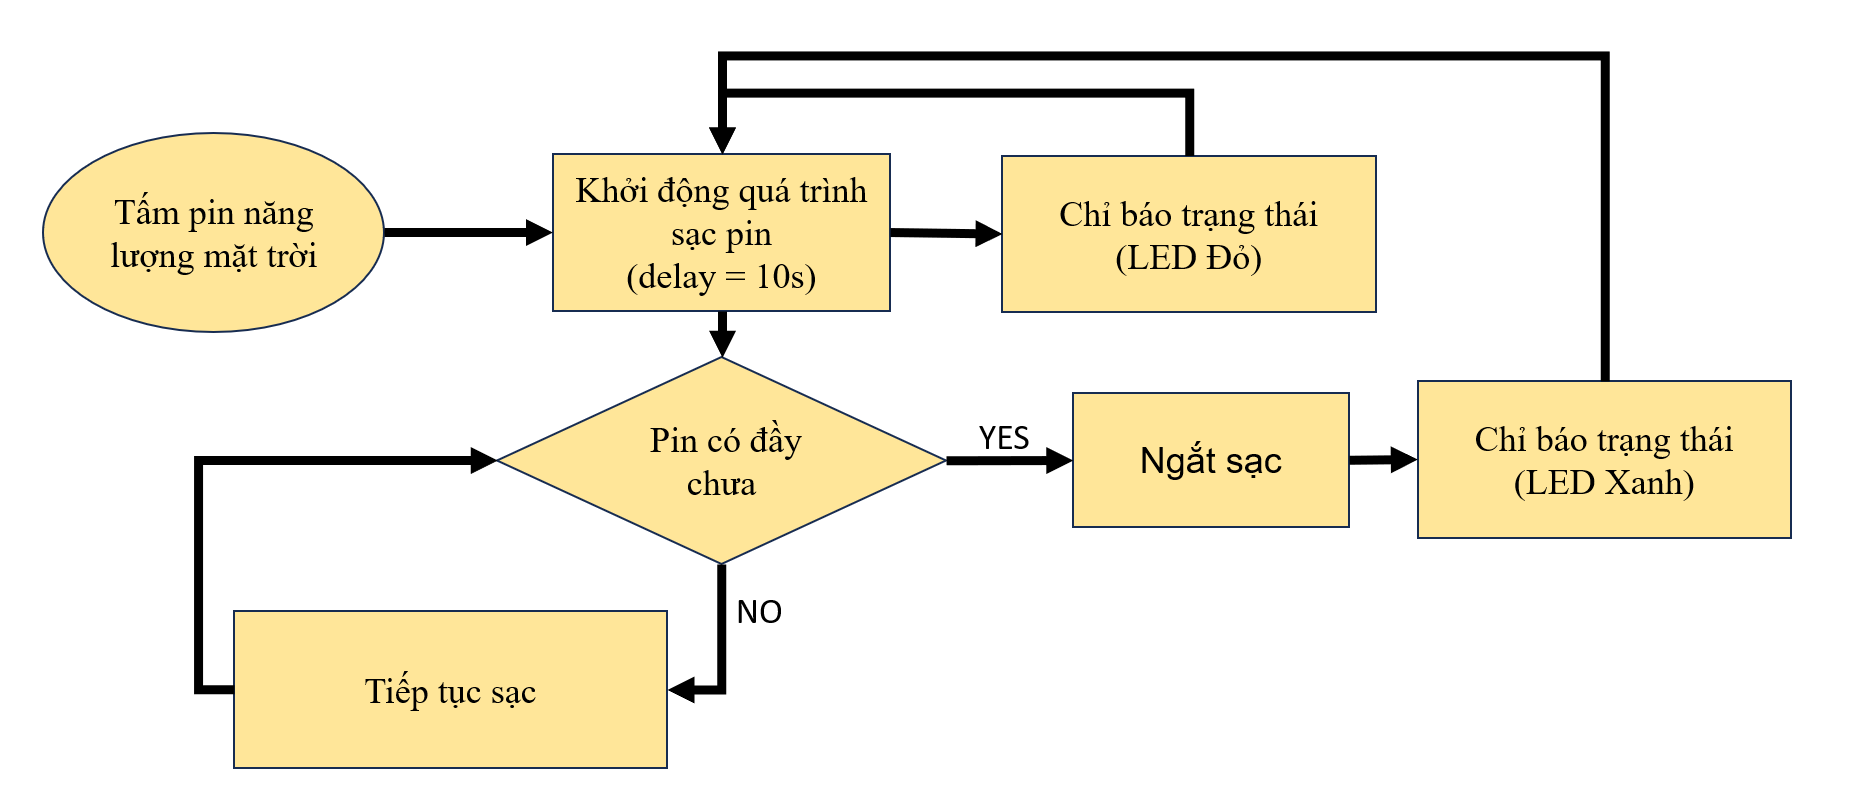 Tấm pin năng
lượng mặt trời
Khởi động quá trình
sạc pin
(delay = 10s)
Chỉ báo trạng thái
(LED Đỏ)
Pin có đầy
chưa
YES
Ngắt sạc
Chỉ báo trạng thái
(LED Xanh)
NO
Tiếp tục sạc